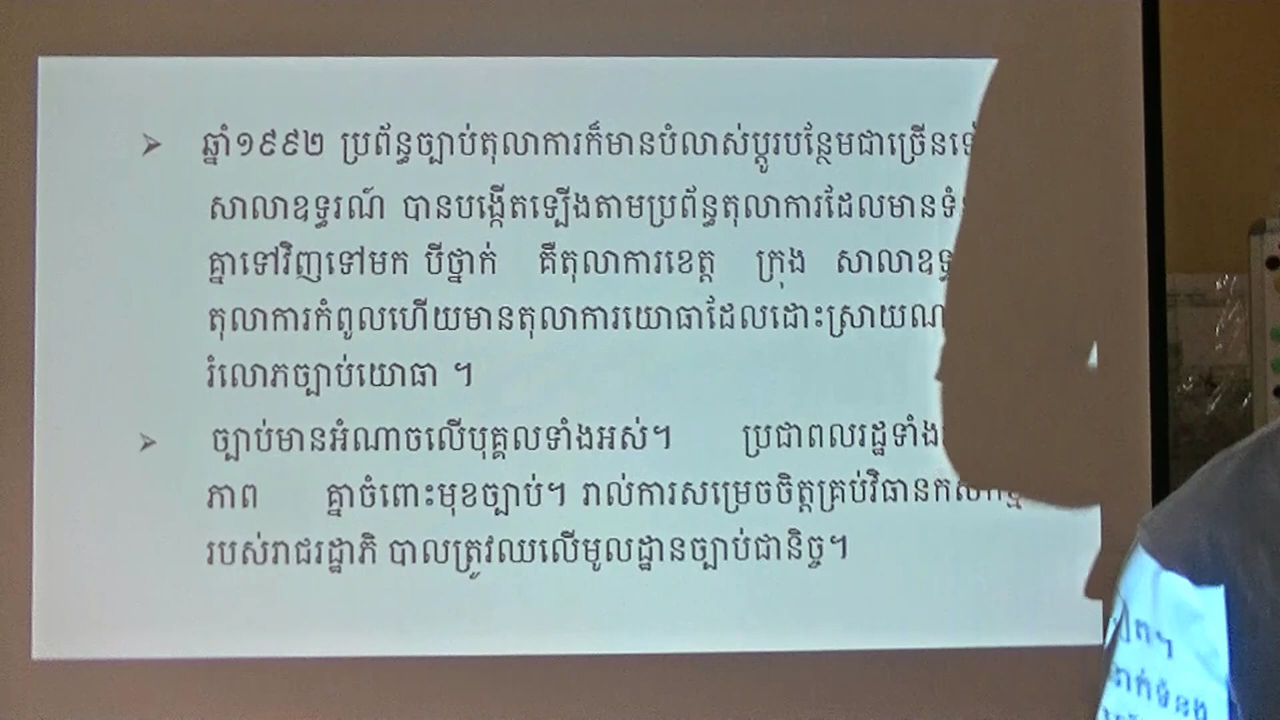 ឆ្នាំ១៩៩២ ប្រព័ន្ធច្បាប់តុលាការក៏មានបំលាស់ប្តូរបន្ថែមជាច្រើន
សាលាឧទ្ធរណ៍ បានបង្កើតឡើងតាមប្រព័ន្ធតុលាការដែលមាន
គ្នាទៅវិញទៅមក បីថ្នាក់ គឺតុលាការខេត្ត ក្រុង សាលា
តុលាការកំពូលហើយមានតុលាការយោធាដែលដោះស្រាយ
រំលោភច្បាប់យោធា ។
ច្បាប់មានអំណាចលើបុគ្គលទាំងអស់។ ប្រជាពលរដ្ឋទាំង
ភាព គ្នាចំពោះមុខច្បាប់។ រាល់ការសម្រេចចិត្តគ្រប់វិធានការ
របស់រាជរដ្ឋាភិ បាលត្រូវឈលើមូលដ្ឋានច្បាប់ជានិច្ច។